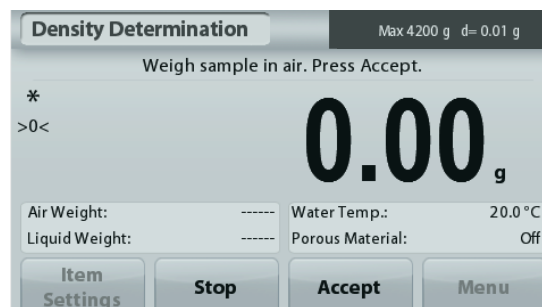 Density Determination
Max 4200 g d= 0.01 g
Weigh sample in air. Press Accept.
*
>0<
0.00 g
Air Weight: ------ Water Temp.: 20.0 °C
Liquid Weight: ------ Porous Material: Off
Item Settings
Stop
Accept
Menu